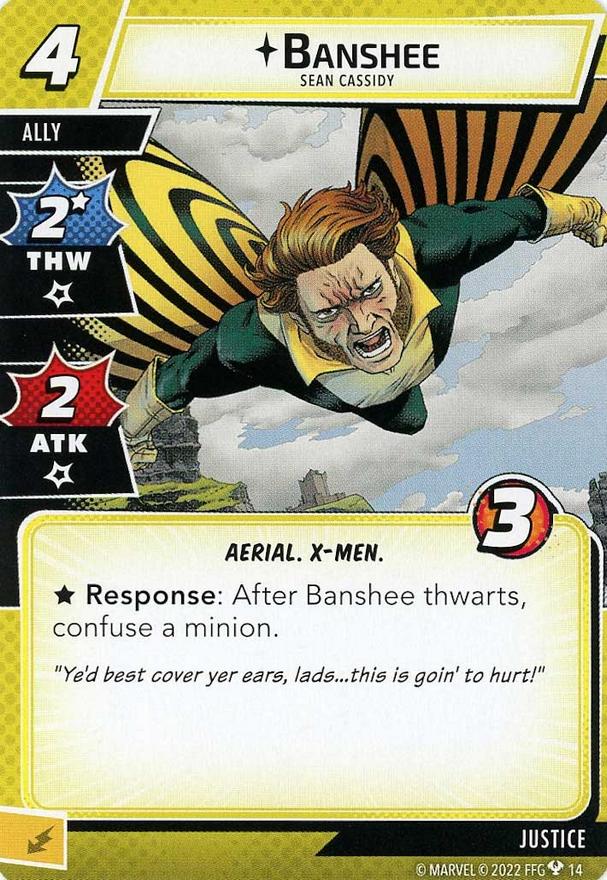 4
BANSHEE
SEAN CASSIDY
ALLY
2★
THW
2
ATK
3
AERIAL. X-MEN.
★ Response: After Banshee thwarts,
confuse a minion.
"Ye'd best cover yer ears, lads...this is goin' to hurt!"
JUSTICE
© MARVEL © 2022 FFG 14